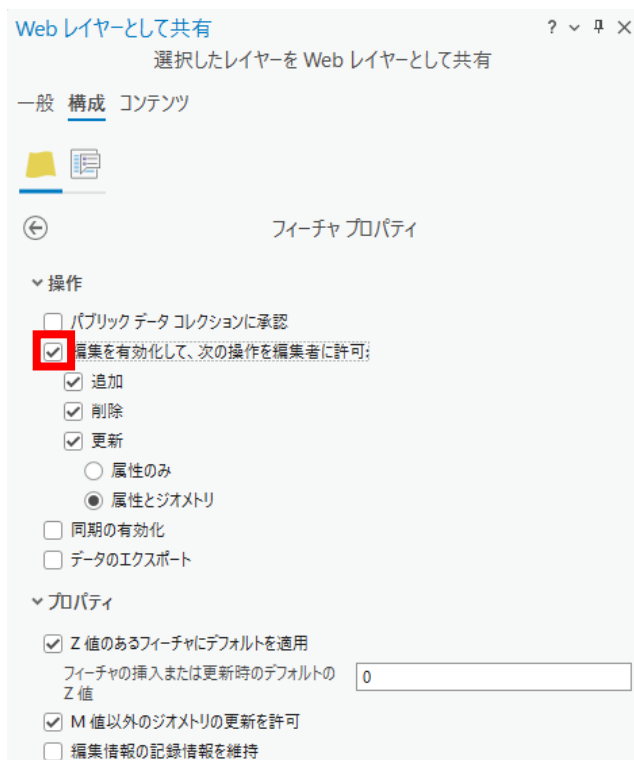 Web レイヤーとして共有
選択したレイヤーを Web レイヤーとして共有
一般 構成 コンテンツ
フィーチャ プロパティ
操作
パブリック データ コレクションに承認
編集を有効化して、次の操作を編集者に許可:
追加
削除
更新
属性のみ
属性とジオメトリ
同期の有効化
データのエクスポート
プロパティ
Z 値のあるフィーチャにデフォルトを適用
フィーチャの挿入または更新時のデフォルトの 0
Z 値
M 値以外のジオメトリの更新を許可
編集情報の記録情報を維持